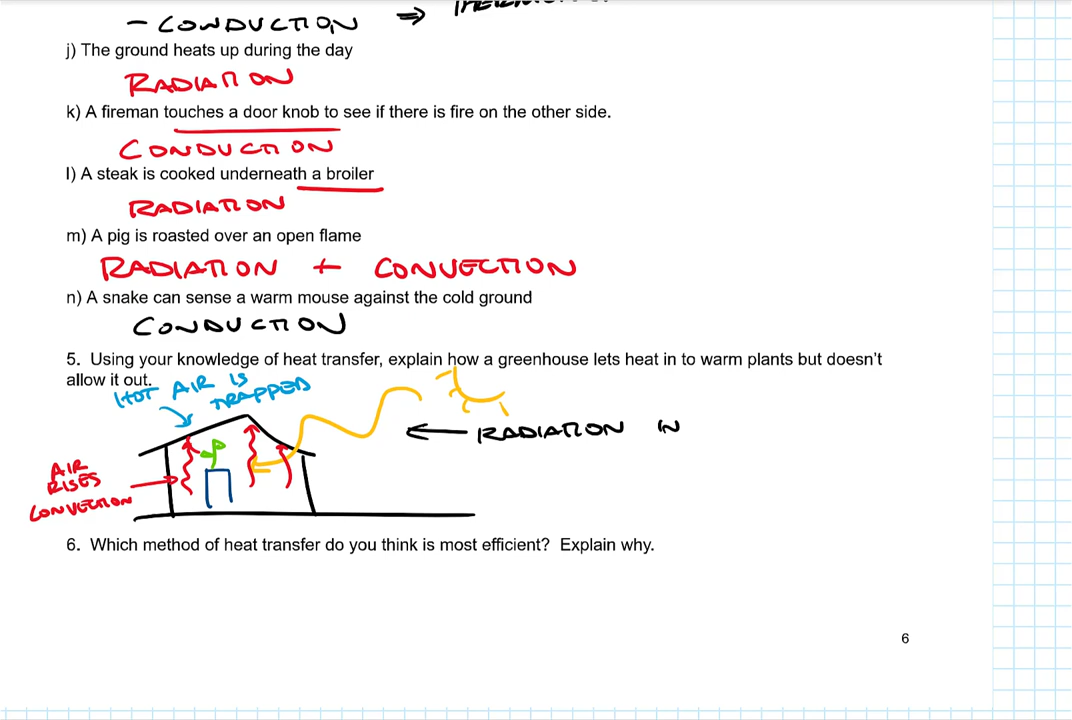 - CONDUCTION ⇒
j) The ground heats up during the day
RADIATION
k) A fireman touches a door knob to see if there is fire on the other side.
CONDUCTION
l) A steak is cooked underneath a broiler
RADIATION
m) A pig is roasted over an open flame
RADIATION + CONVECTION
n) A snake can sense a warm mouse against the cold ground
CONDUCTION
5. Using your knowledge of heat transfer, explain how a greenhouse lets heat in to warm plants but doesn't
allow it out.
HOT AIR IS
TRAPPED
← RADIATION IN
AIR
RISES
CONVECTION
6. Which method of heat transfer do you think is most efficient? Explain why.
6